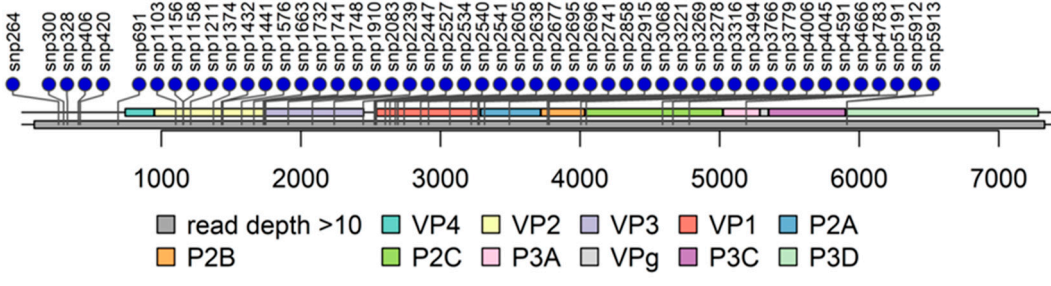 snp264
snp300
snp328
snp406
snp420
snp691
snp1103
snp1156
snp1158
snp1211
snp1374
snp1432
snp1441
snp1576
snp1663
snp1732
snp1741
snp1748
snp1910
snp2083
snp2239
snp2447
snp2527
snp2534
snp2540
snp2541
snp2605
snp2638
snp2677
snp2695
snp2696
snp2741
snp2858
snp2915
snp3068
snp3221
snp3269
snp3278
snp3316
snp3494
snp3766
snp3779
snp4006
snp4045
snp4591
snp4666
snp4783
snp5191
snp5912
snp5913
1000 2000 3000 4000 5000 6000 7000
read depth >10 VP4 VP2 VP3 VP1 P2A
P2B P2C P3A VPg P3C P3D